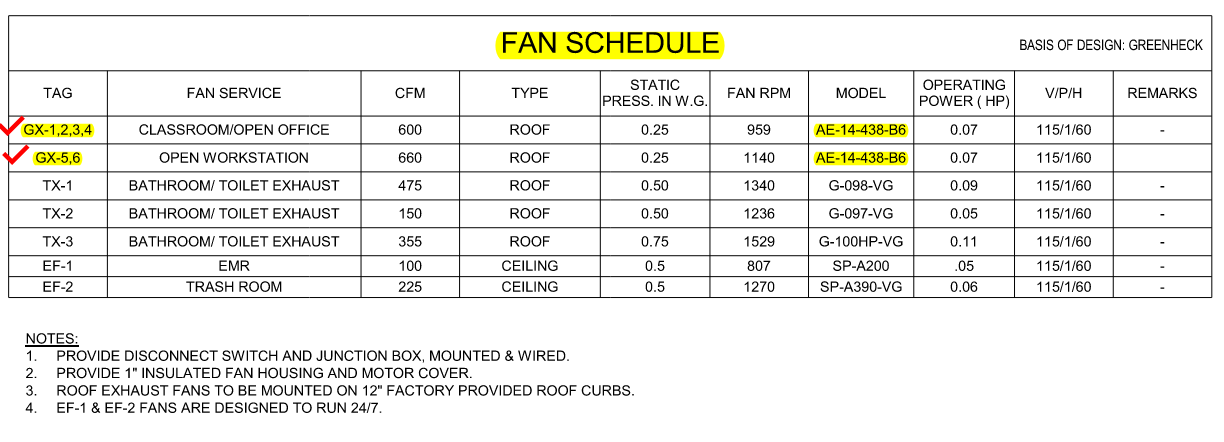 FAN SCHEDULE
BASIS OF DESIGN: GREENHECK
TAG FAN SERVICE CFM TYPE STATIC PRESS. IN W.G. FAN RPM MODEL OPERATING POWER ( HP) V/P/H REMARKS
GX-1,2,3,4 CLASSROOM/OPEN OFFICE 600 ROOF 0.25 959 AE-14-438-B6 0.07 115/1/60 -
GX-5,6 OPEN WORKSTATION 660 ROOF 0.25 1140 AE-14-438-B6 0.07 115/1/60
TX-1 BATHROOM/ TOILET EXHAUST 475 ROOF 0.50 1340 G-098-VG 0.09 115/1/60 -
TX-2 BATHROOM/ TOILET EXHAUST 150 ROOF 0.50 1236 G-097-VG 0.05 115/1/60 -
TX-3 BATHROOM/ TOILET EXHAUST 355 ROOF 0.75 1529 G-100HP-VG 0.11 115/1/60 -
EF-1 EMR 100 CEILING 0.5 807 SP-A200 .05 115/1/60 -
EF-2 TRASH ROOM 225 CEILING 0.5 1270 SP-A390-VG 0.06 115/1/60 -
NOTES:
1. PROVIDE DISCONNECT SWITCH AND JUNCTION BOX, MOUNTED & WIRED.
2. PROVIDE 1" INSULATED FAN HOUSING AND MOTOR COVER.
3. ROOF EXHAUST FANS TO BE MOUNTED ON 12" FACTORY PROVIDED ROOF CURBS.
4. EF-1 & EF-2 FANS ARE DESIGNED TO RUN 24/7.